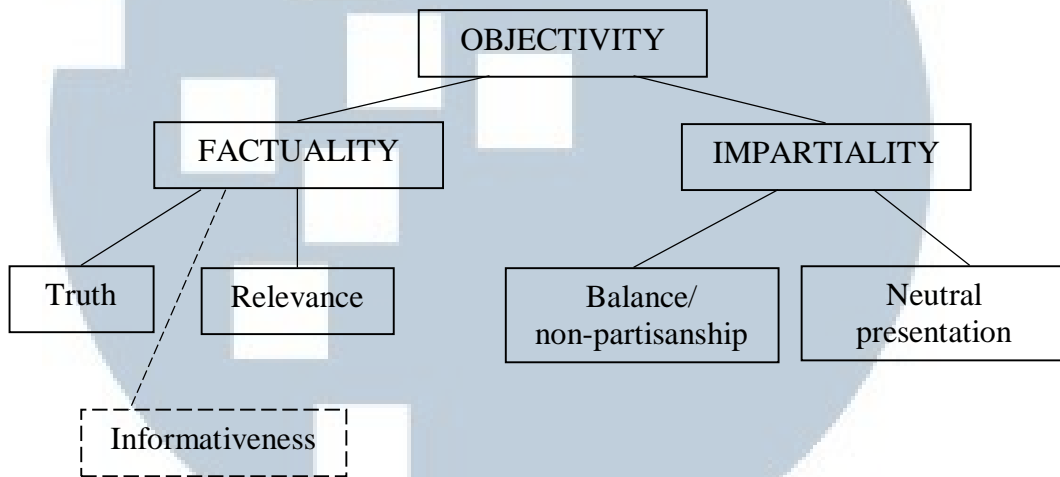 OBJECTIVITY
FACTUALITY
IMPARTIALITY
Truth
Relevance
Balance/
non-partisanship
Neutral
presentation
Informativeness